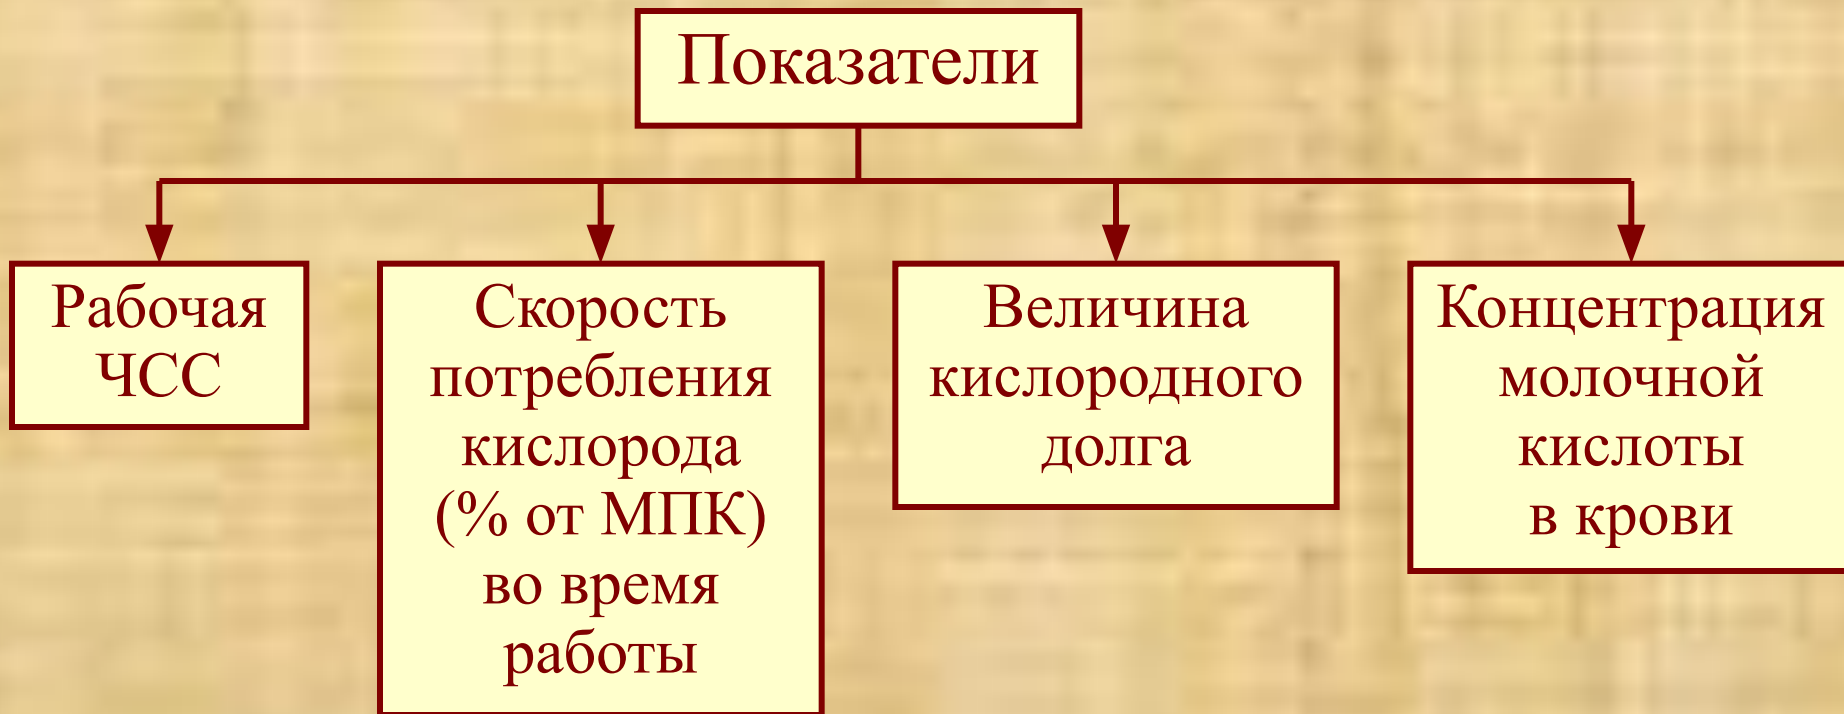 Показатели
Рабочая
ЧСС
Скорость
потребления
кислорода
(% от МПК)
во время
работы
Величина
кислородного
долга
Концентрация
молочной
кислоты
в крови